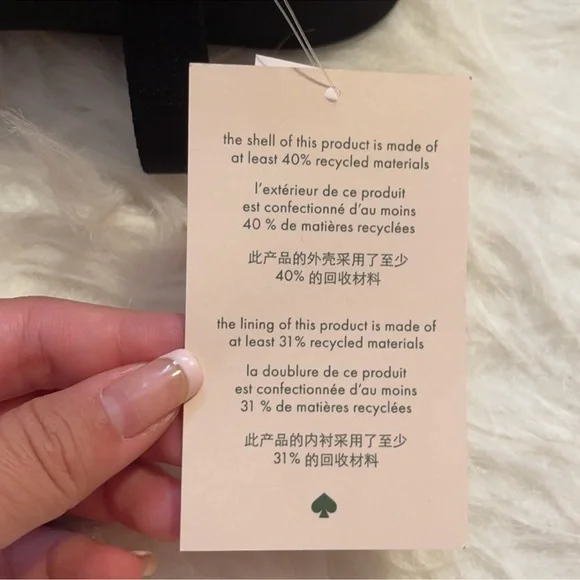 the shell of this product is made of
at least 40% recycled materials
l'extérieur de ce produit
est confectionné d'au moins
40 % de matières recyclées
此产品的外壳采用了至少
40% 的回收材料
the lining of this product is made of
at least 31% recycled materials
la doublure de ce produit
est confectionnée d'au moins
31 % de matières recyclées
此产品的内衬采用了至少
31% 的回收材料